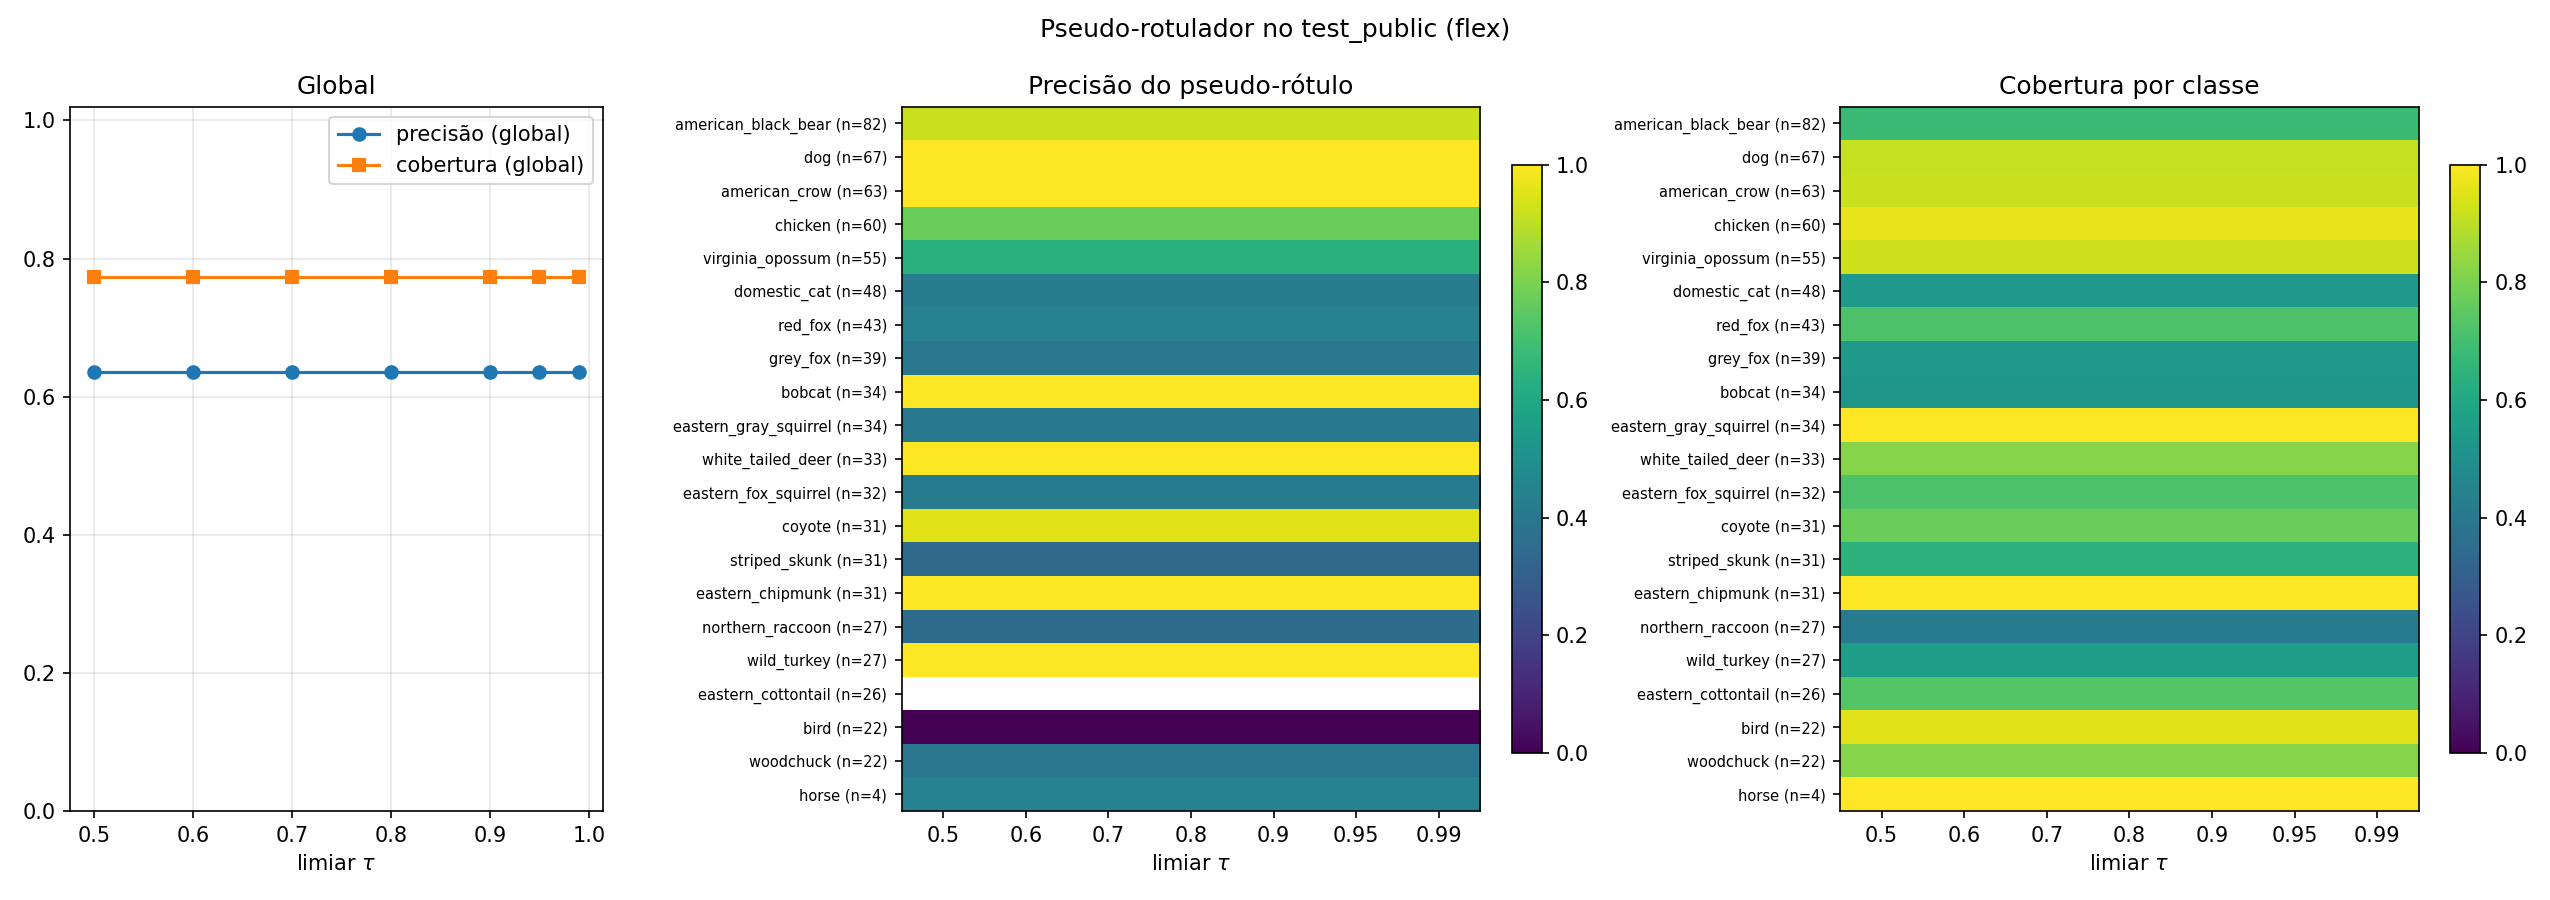 Pseudo-rotulador no test_public (flex)
Global
1.0
0.8
0.6
0.4
0.2
0.0
precisão (global)
cobertura (global)
0.5 0.6 0.7 0.8 0.9 1.0
limiar τ
Precisão do pseudo-rótulo
american_black_bear (n=82)
dog (n=67)
american_crow (n=63)
chicken (n=60)
virginia_opossum (n=55)
domestic_cat (n=48)
red_fox (n=43)
grey_fox (n=39)
bobcat (n=34)
eastern_gray_squirrel (n=34)
white_tailed_deer (n=33)
eastern_fox_squirrel (n=32)
coyote (n=31)
striped_skunk (n=31)
eastern_chipmunk (n=31)
northern_raccoon (n=27)
wild_turkey (n=27)
eastern_cottontail (n=26)
bird (n=22)
woodchuck (n=22)
horse (n=4)
0.5 0.6 0.7 0.8 0.9 0.95 0.99
limiar τ
1.0
0.8
0.6
0.4
0.2
0.0
Cobertura por classe
american_black_bear (n=82)
dog (n=67)
american_crow (n=63)
chicken (n=60)
virginia_opossum (n=55)
domestic_cat (n=48)
red_fox (n=43)
grey_fox (n=39)
bobcat (n=34)
eastern_gray_squirrel (n=34)
white_tailed_deer (n=33)
eastern_fox_squirrel (n=32)
coyote (n=31)
striped_skunk (n=31)
eastern_chipmunk (n=31)
northern_raccoon (n=27)
wild_turkey (n=27)
eastern_cottontail (n=26)
bird (n=22)
woodchuck (n=22)
horse (n=4)
0.5 0.6 0.7 0.8 0.9 0.95 0.99
limiar τ
1.0
0.8
0.6
0.4
0.2
0.0